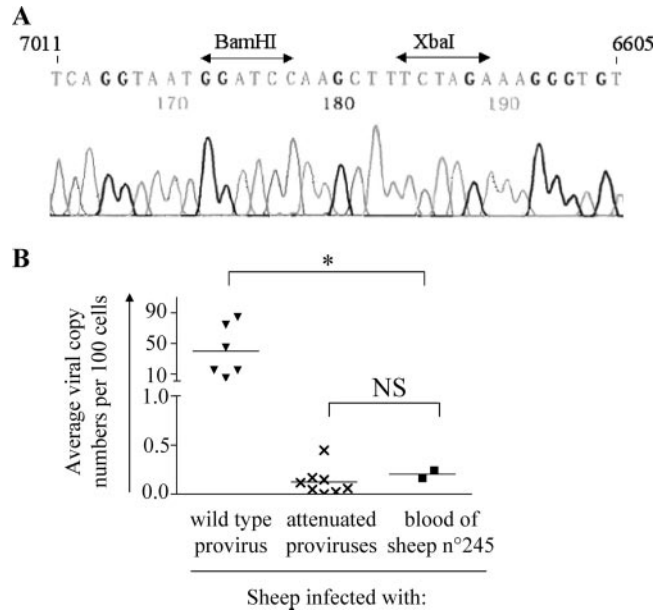 A
7011 BamHI XbaI 6605
TCAGGTAATGGATCCAAGCTTTCTAGAAAGGGTGT
170 180 190
B
Average viral copy
numbers per 100 cells
90
50
10
1.0
0.5
0.0
*
NS
wild type
provirus
attenuated
proviruses
blood of
sheep n°245
Sheep infected with: